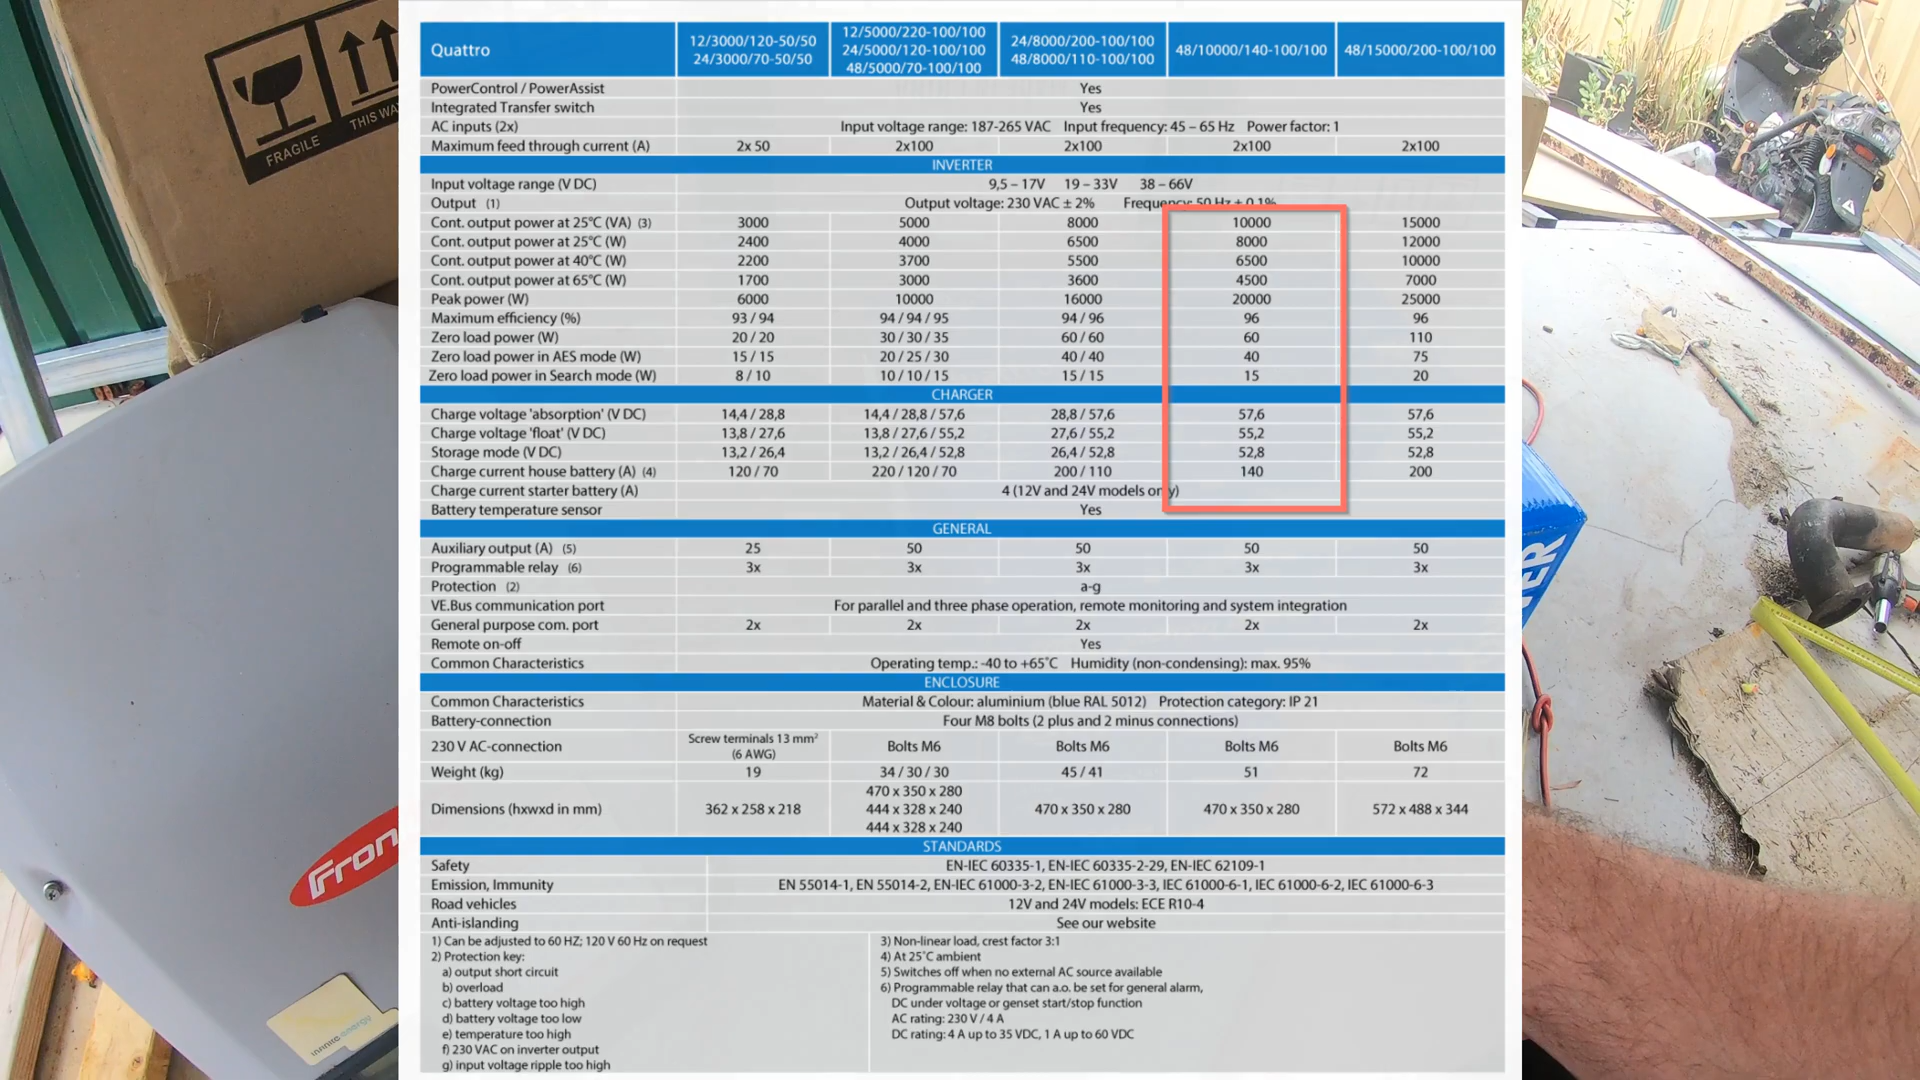 FRAGILE
THIS WA
Quattro 12/3000/120-50/50 24/3000/70-50/50 12/5000/220-100/100 24/5000/120-100/100 48/5000/70-100/100 24/8000/200-100/100 48/8000/110-100/100 48/10000/140-100/100 48/15000/200-100/100
PowerControl / PowerAssist Yes
Integrated Transfer switch Yes
AC inputs (2x) Input voltage range: 187-265 VAC Input frequency: 45 – 65 Hz Power factor: 1
Maximum feed through current (A) 2x 50 2x100 2x100 2x100 2x100
INVERTER
Input voltage range (V DC) 9,5 – 17V 19 – 33V 38 – 66V
Output (1) Output voltage: 230 VAC ± 2% Frequency: 50 Hz ± 0.1%
Cont. output power at 25°C (VA) (3) 3000 5000 8000 10000 15000
Cont. output power at 25°C (W) 2400 4000 6500 8000 12000
Cont. output power at 40°C (W) 2200 3700 5500 6500 10000
Cont. output power at 65°C (W) 1700 3000 3600 4500 7000
Peak power (W) 6000 10000 16000 20000 25000
Maximum efficiency (%) 93 / 94 94 / 94 / 95 94 / 96 96 96
Zero load power (W) 20 / 20 30 / 30 / 35 60 / 60 60 110
Zero load power in AES mode (W) 15 / 15 20 / 25 / 30 40 / 40 40 75
Zero load power in Search mode (W) 8 / 10 10 / 10 / 15 15 / 15 15 20
CHARGER
Charge voltage 'absorption' (V DC) 14,4 / 28,8 14,4 / 28,8 / 57,6 28,8 / 57,6 57,6 57,6
Charge voltage 'float' (V DC) 13,8 / 27,6 13,8 / 27,6 / 55,2 27,6 / 55,2 55,2 55,2
Storage mode (V DC) 13,2 / 26,4 13,2 / 26,4 / 52,8 26,4 / 52,8 52,8 52,8
Charge current house battery (A) (4) 120 / 70 220 / 120 / 70 200 / 110 140 200
Charge current starter battery (A) 4 (12V and 24V models only)
Battery temperature sensor Yes
GENERAL
Auxiliary output (A) (5) 25 50 50 50 50
Programmable relay (6) 3x 3x 3x 3x 3x
Protection (2) a-g
VE.Bus communication port For parallel and three phase operation, remote monitoring and system integration
General purpose com. port 2x 2x 2x 2x 2x
Remote on-off Yes
Common Characteristics Operating temp.: -40 to +65˚C Humidity (non-condensing): max. 95%
ENCLOSURE
Common Characteristics Material & Colour: aluminium (blue RAL 5012) Protection category: IP 21
Battery-connection Four M8 bolts (2 plus and 2 minus connections)
230 V AC-connection Screw terminals 13 mm² (6 AWG) Bolts M6 Bolts M6 Bolts M6 Bolts M6
Weight (kg) 19 34 / 30 / 30 45 / 41 51 72
Dimensions (hxwxd in mm) 362 x 258 x 218 470 x 350 x 280 444 x 328 x 240 444 x 328 x 240 470 x 350 x 280 470 x 350 x 280 572 x 488 x 344
STANDARDS
Safety EN-IEC 60335-1, EN-IEC 60335-2-29, EN-IEC 62109-1
Emission, Immunity EN 55014-1, EN 55014-2, EN-IEC 61000-3-2, EN-IEC 61000-3-3, IEC 61000-6-1, IEC 61000-6-2, IEC 61000-6-3
Road vehicles 12V and 24V models: ECE R10-4
Anti-islanding See our website
1) Can be adjusted to 60 HZ; 120 V 60 Hz on request
2) Protection key:
a) output short circuit
b) overload
c) battery voltage too high
d) battery voltage too low
e) temperature too high
f) 230 VAC on inverter output
g) input voltage ripple too high
3) Non-linear load, crest factor 3:1
4) At 25˚C ambient
5) Switches off when no external AC source available
6) Programmable relay that can a.o. be set for general alarm,
DC under voltage or genset start/stop function
AC rating: 230 V / 4 A
DC rating: 4 A up to 35 VDC, 1 A up to 60 VDC
Fron
TER